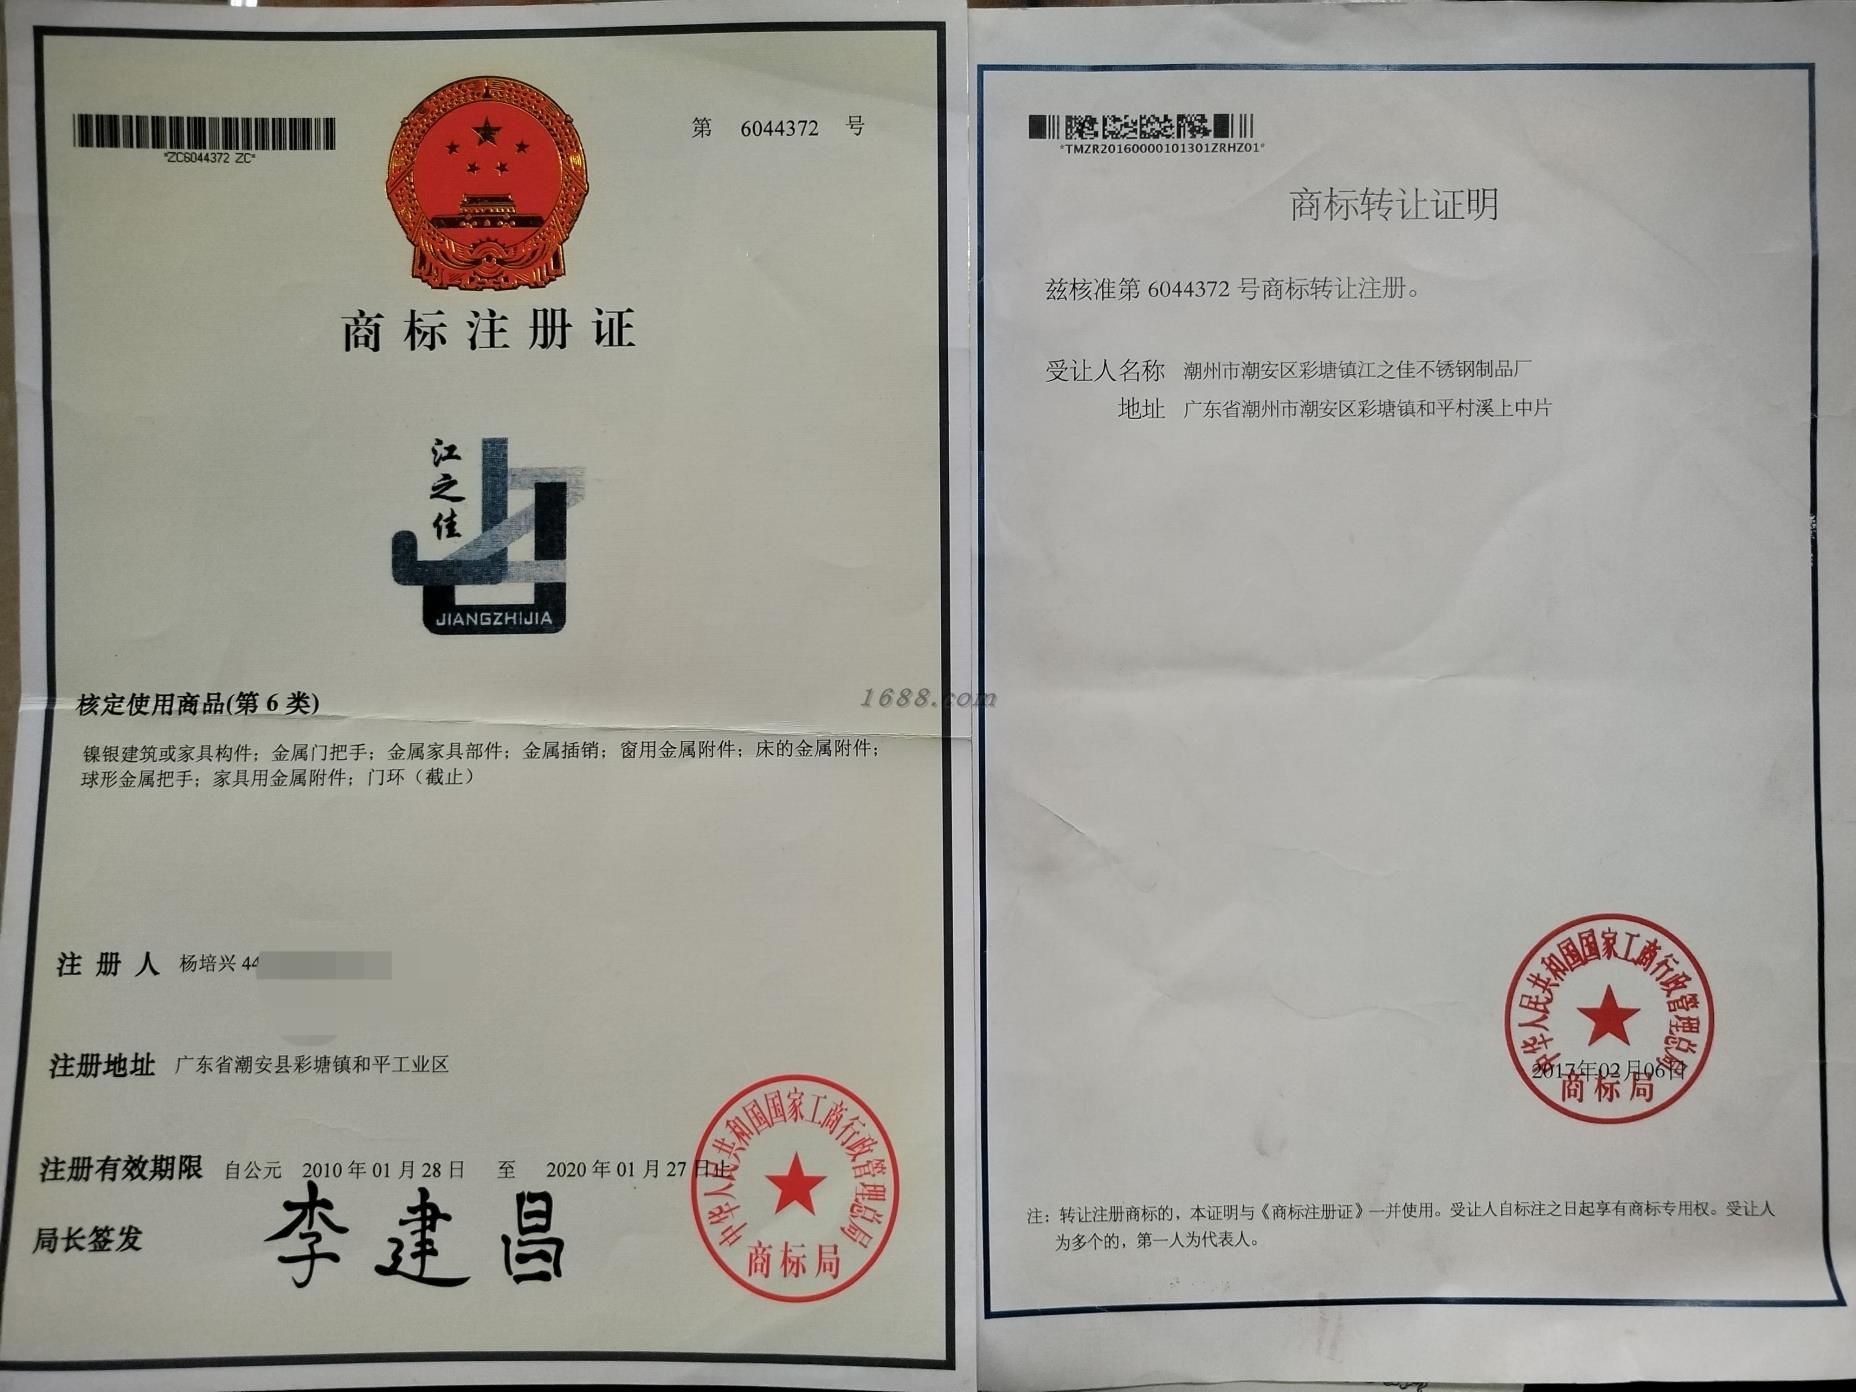 *ZC6044372 ZC*
第 6044372 号
商标注册证
江之佳
JIANGZHIJIA
核定使用商品(第 6 类)
镍银建筑或家具构件；金属门把手；金属家具部件；金属插销；窗用金属附件；床的金属附件；
球形金属把手；家具用金属附件；门环（截止）
注 册 人 杨培兴 44
注册地址 广东省潮安县彩塘镇和平工业区
注册有效期限 自公元 2010 年 01 月 28 日 至 2020 年 01 月 27 日止
局长签发 李建昌
中华人民共和国国家工商行政管理总局
商标局
1688.com
*TMZR20160000101301ZRHZ01*
商标转让证明
兹核准第 6044372 号商标转让注册。
受让人名称 潮州市潮安区彩塘镇江之佳不锈钢制品厂
地址 广东省潮州市潮安区彩塘镇和平村溪上中片
中华人民共和国国家工商行政管理总局
2017年02月06日
商标局
注：转让注册商标的，本证明与《商标注册证》一并使用。受让人自标注之日起享有商标专用权。受让人
为多个的，第一人为代表人。